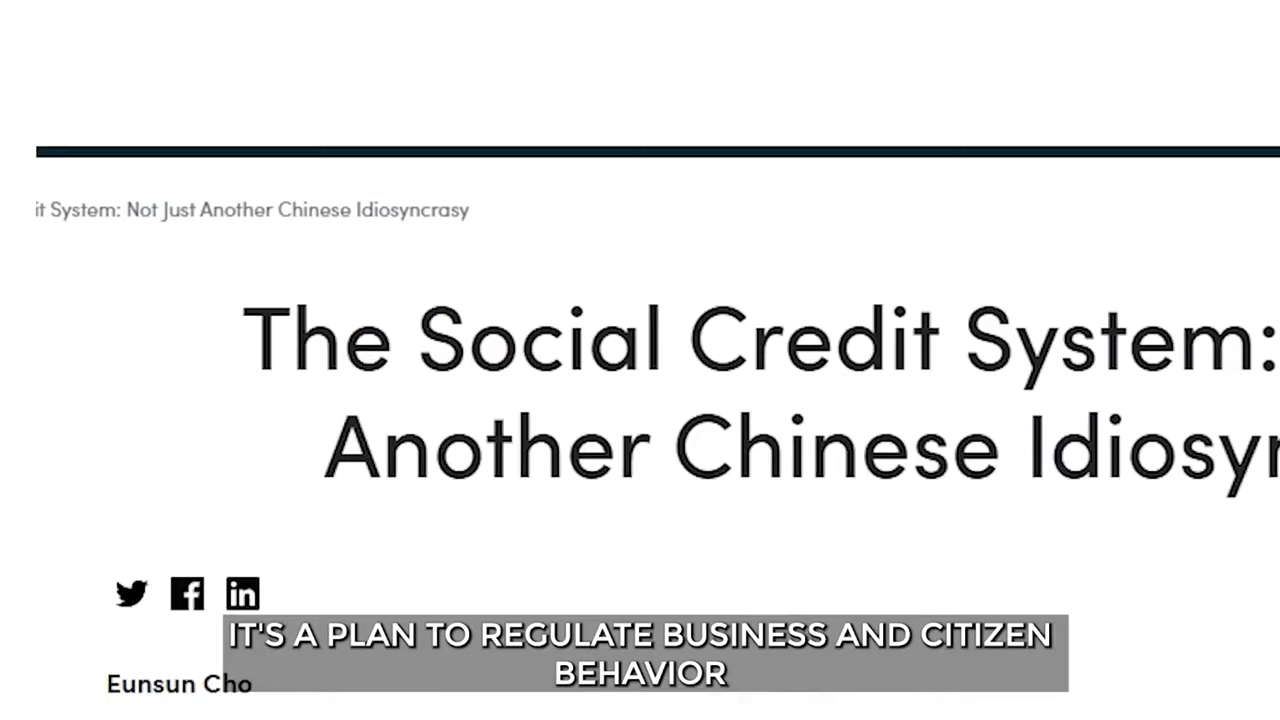 it System: Not Just Another Chinese Idiosyncrasy
The Social Credit System:
Another Chinese Idiosyn
in
IT'S A PLAN TO REGULATE BUSINESS AND CITIZEN
BEHAVIOR
Eunsun Cho